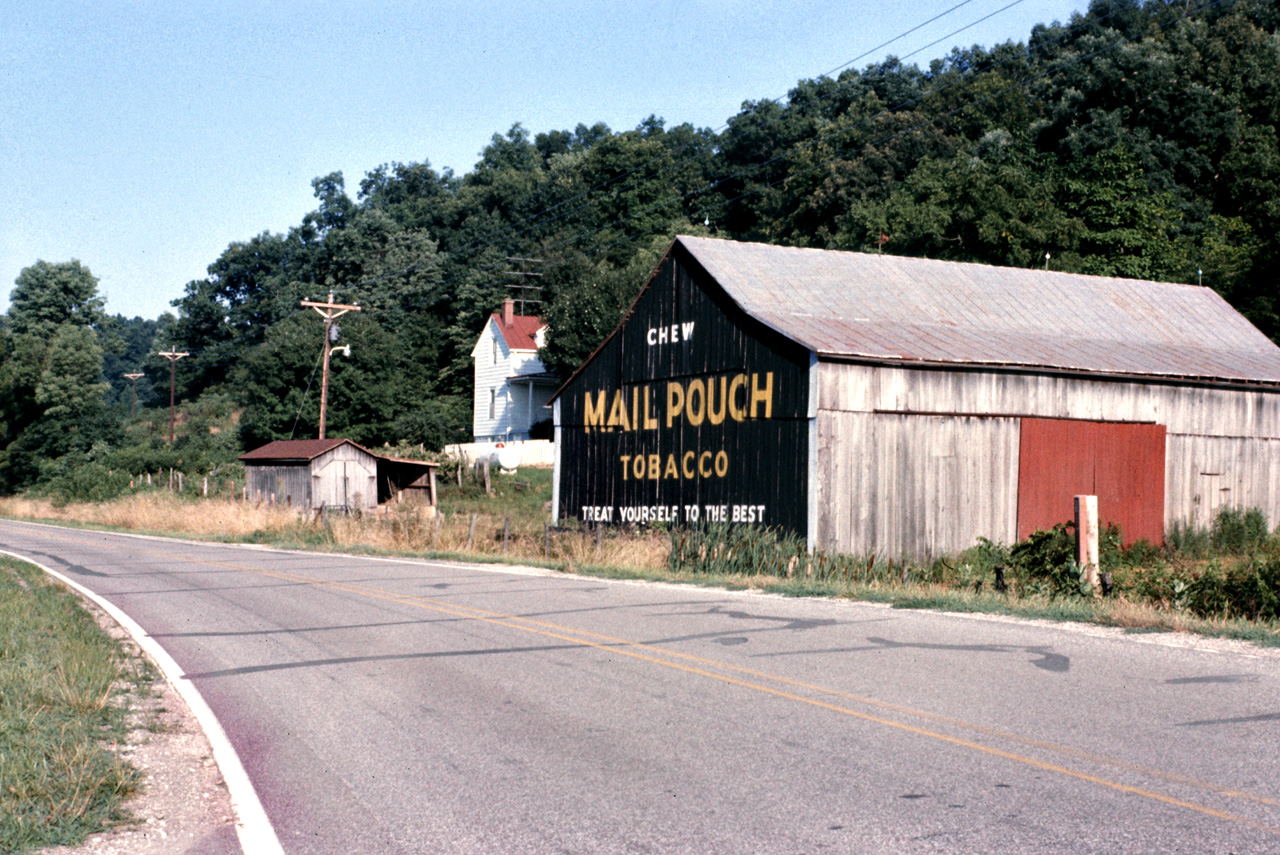 CHEW
MAIL POUCH
TOBACCO
TREAT YOURSELF TO THE BEST